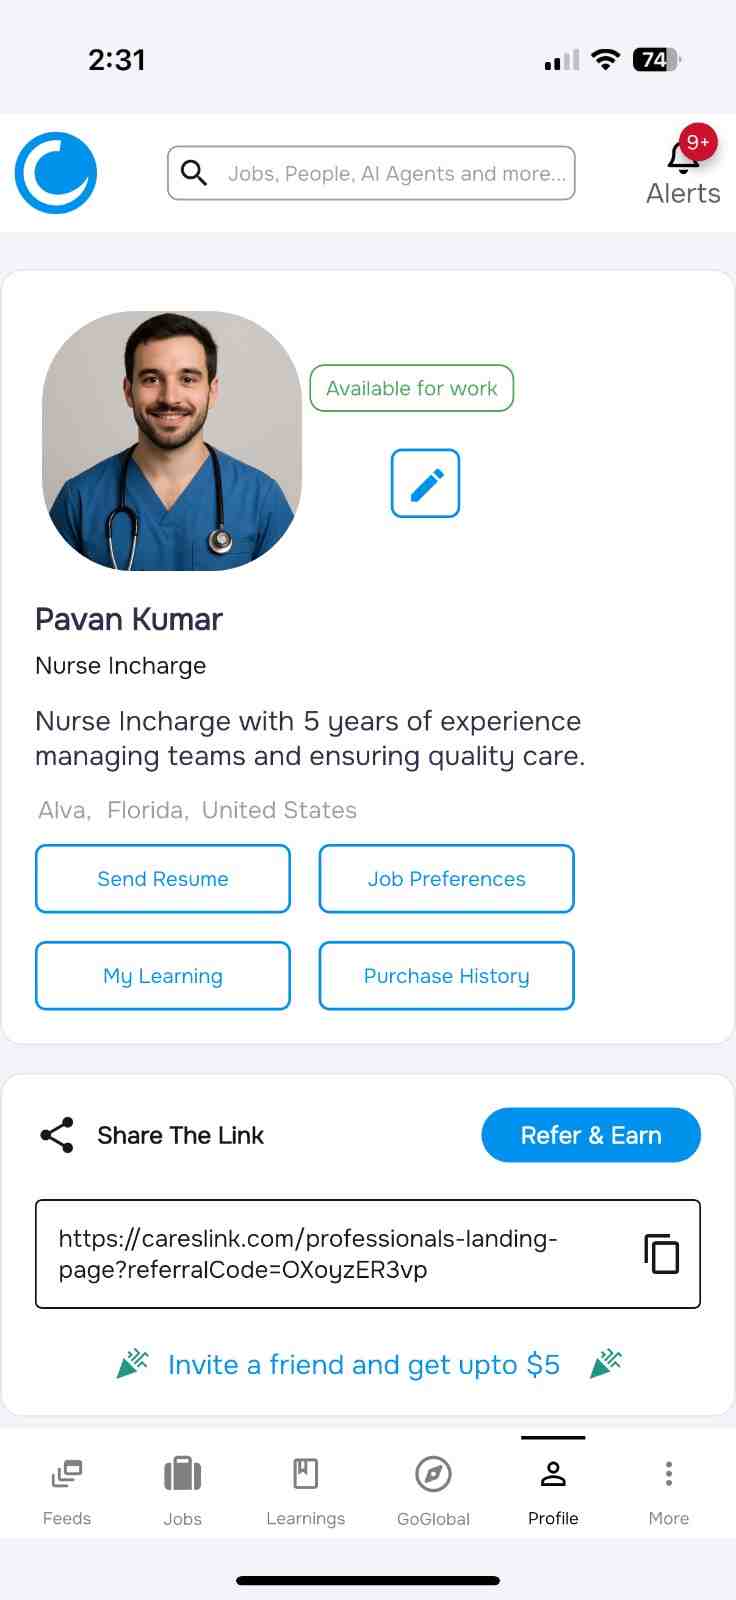 2:31
74
Jobs, People, AI Agents and more...
9+
Alerts
Available for work
Pavan Kumar
Nurse Incharge
Nurse Incharge with 5 years of experience
managing teams and ensuring quality care.
Alva, Florida, United States
Send Resume
Job Preferences
My Learning
Purchase History
Share The Link
Refer & Earn
https://careslink.com/professionals-landing-
page?referralCode=OXoyzER3vp
Invite a friend and get upto $5
Feeds
Jobs
Learnings
GoGlobal
Profile
More